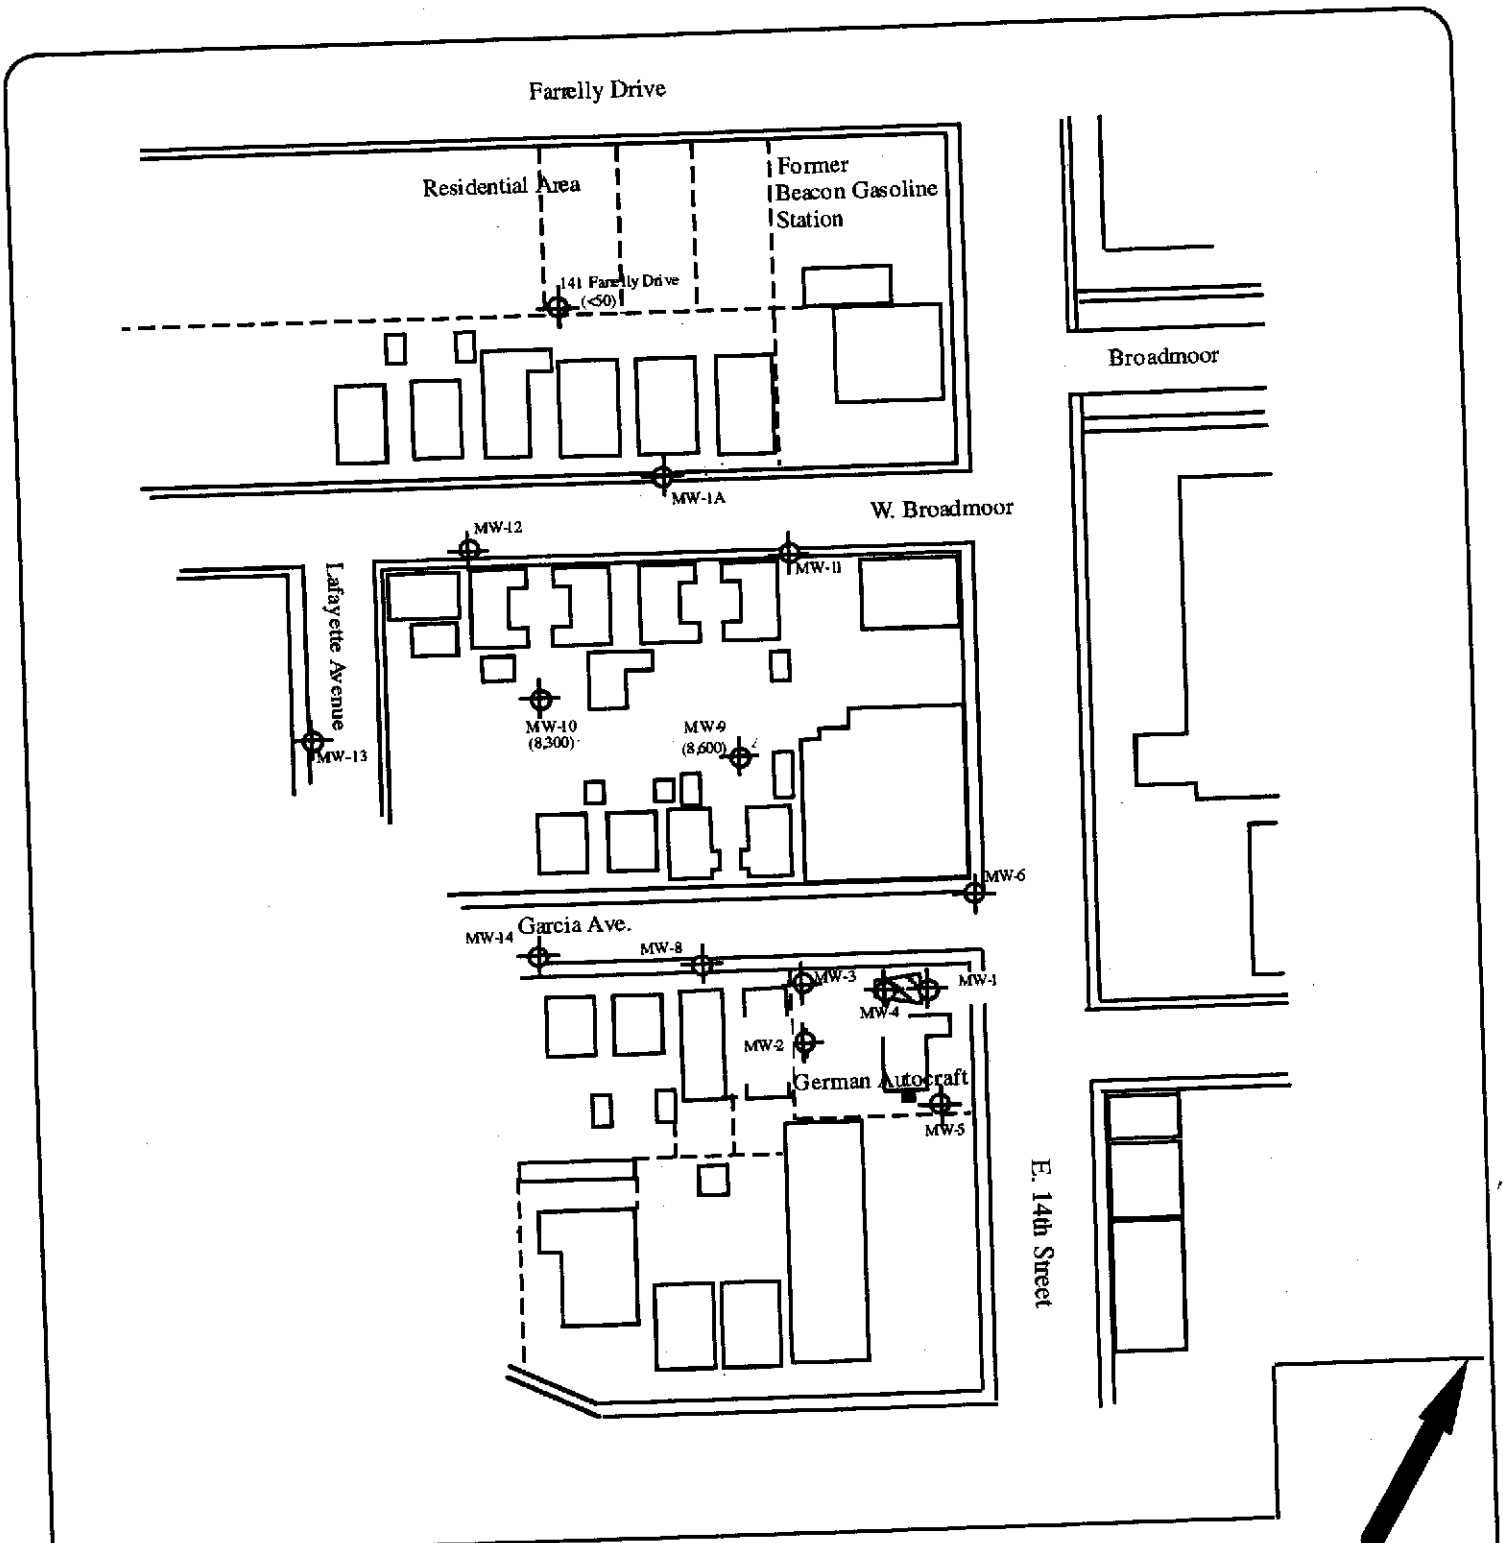 Farrelly Drive
Residential Area
Former
Beacon Gasoline
Station
141 Farrelly Drive
(<50)
Broadmoor
MW-1A
W. Broadmoor
MW-12
MW-11
Lafayette Avenue
MW-10
(8,300)
MW-9
(8,600)
MW-13
MW-6
Garcia Ave.
MW-14
MW-8
MW-3
MW-1
MW-4
MW-2
German Autocraft
MW-5
E. 14th Street